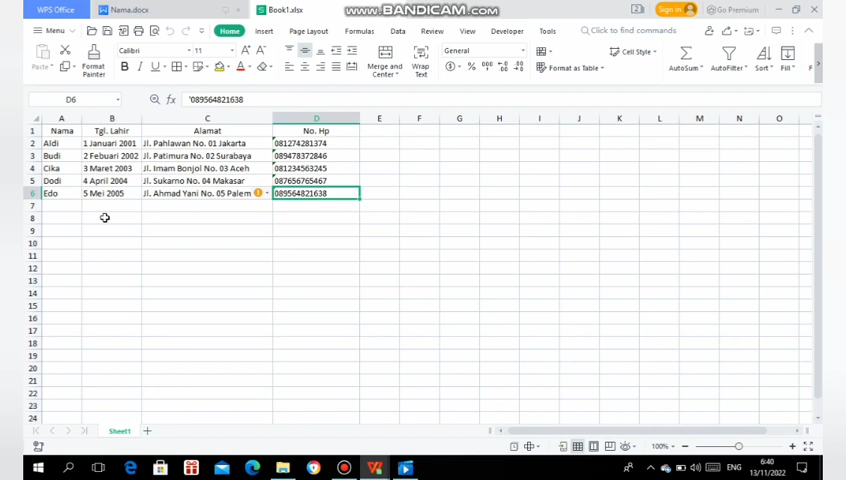 WPS Office
Nama.docx
Book1.xlsx
www.BANDICAM.com
Sign in
Go Premium
Menu
Home
Insert
Page Layout
Formulas
Data
Review
View
Developer
Tools
Click to find commands
Paste
Format Painter
Calibri
11
Merge and Center
Wrap Text
General
Cell Style
Format as Table
AutoSum
AutoFilter
Sort
Fill
D6
fx
'089564821638
A B C D E F G H I J K L M N O
1 Nama Tgl. Lahir Alamat No. Hp
2 Aldi 1 Januari 2001 Jl. Pahlawan No. 01 Jakarta 081274281374
3 Budi 2 Febuari 2002 Jl. Patimura No. 02 Surabaya 089478372846
4 Cika 3 Maret 2003 Jl. Imam Bonjol No. 03 Aceh 081234563245
5 Dodi 4 April 2004 Jl. Sukarno No. 04 Makasar 087656765467
6 Edo 5 Mei 2005 Jl. Ahmad Yani No. 05 Palem 089564821638
7
8
9
10
11
12
13
14
15
16
17
18
19
20
21
22
23
24
Sheet1
100%
ENG
6:40
13/11/2022